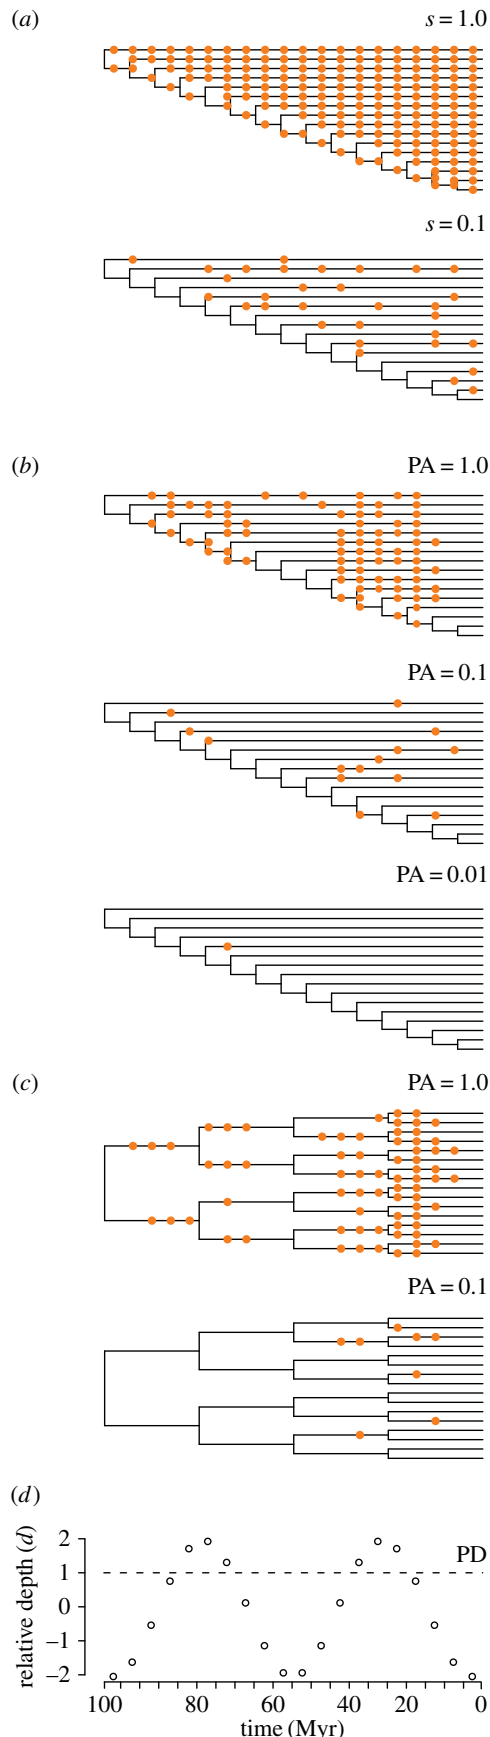 (a)
s = 1.0
s = 0.1
(b)
PA = 1.0
PA = 0.1
PA = 0.01
(c)
PA = 1.0
PA = 0.1
(d)
relative depth (d)
2
1
0
−1
−2
PD
100 80 60 40 20 0
time (Myr)